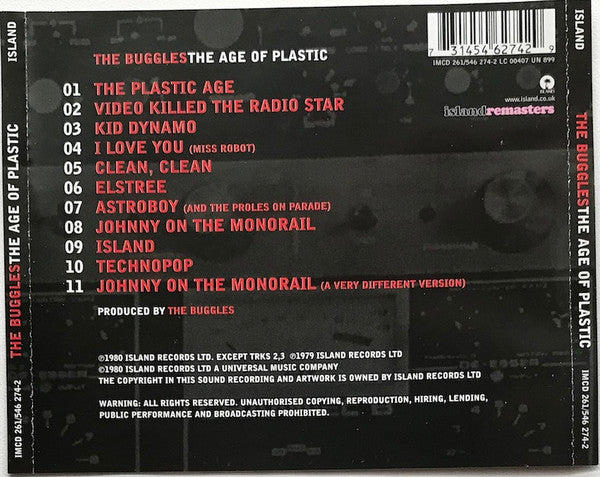 ISLAND
THE BUGGLESTHE AGE OF PLASTIC
IMCD 261/546 274-2
THE BUGGLESTHE AGE OF PLASTIC
01 THE PLASTIC AGE
02 VIDEO KILLED THE RADIO STAR
03 KID DYNAMO
04 I LOVE YOU (MISS ROBOT)
05 CLEAN, CLEAN
06 ELSTREE
07 ASTROBOY (AND THE PROLES ON PARADE)
08 JOHNNY ON THE MONORAIL
09 ISLAND
10 TECHNOPOP
11 JOHNNY ON THE MONORAIL (A VERY DIFFERENT VERSION)
PRODUCED BY THE BUGGLES
℗1980 ISLAND RECORDS LTD. EXCEPT TRKS 2,3 ℗1979 ISLAND RECORDS LTD
©1980 ISLAND RECORDS LTD A UNIVERSAL MUSIC COMPANY
THE COPYRIGHT IN THIS SOUND RECORDING AND ARTWORK IS OWNED BY ISLAND RECORDS LTD
WARNING: ALL RIGHTS RESERVED. UNAUTHORISED COPYING, REPRODUCTION, HIRING, LENDING,
PUBLIC PERFORMANCE AND BROADCASTING PROHIBITED.
7 31454 62742 9
IMCD 261/546 274-2 LC 00407 UN 899
ISLAND
www.island.co.uk
islandremasters
ISLAND
THE BUGGLESTHE AGE OF PLASTIC
IMCD 261/546 274-2